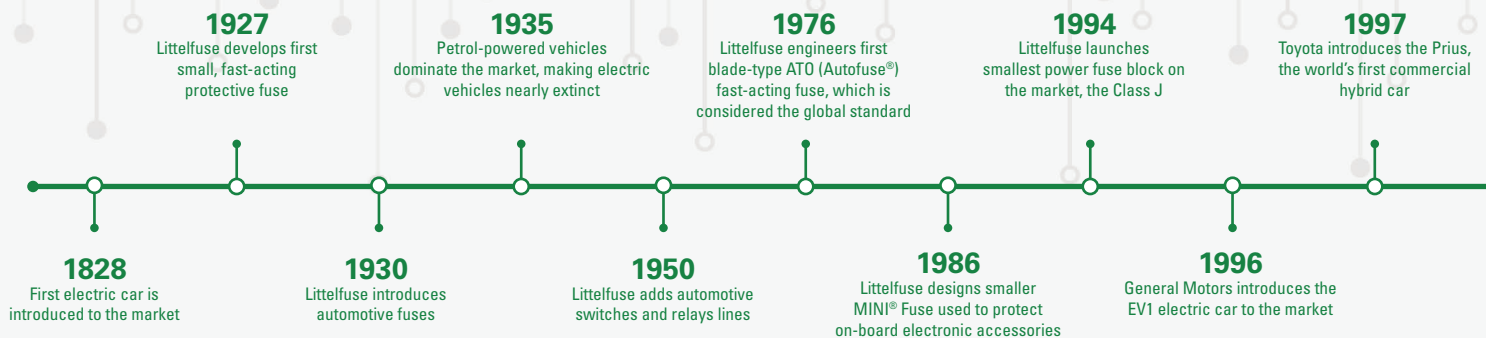 1927
Littelfuse develops first
small, fast-acting
protective fuse
1935
Petrol-powered vehicles
dominate the market, making electric
vehicles nearly extinct
1976
Littelfuse engineers first
blade-type ATO (Autofuse®)
fast-acting fuse, which is
considered the global standard
1994
Littelfuse launches
smallest power fuse block on
the market, the Class J
1997
Toyota introduces the Prius,
the world's first commercial
hybrid car
1828
First electric car is
introduced to the market
1930
Littelfuse introduces
automotive fuses
1950
Littelfuse adds automotive
switches and relays lines
1986
Littelfuse designs smaller
MINI® Fuse used to protect
on-board electronic accessories
1996
General Motors introduces the
EV1 electric car to the market